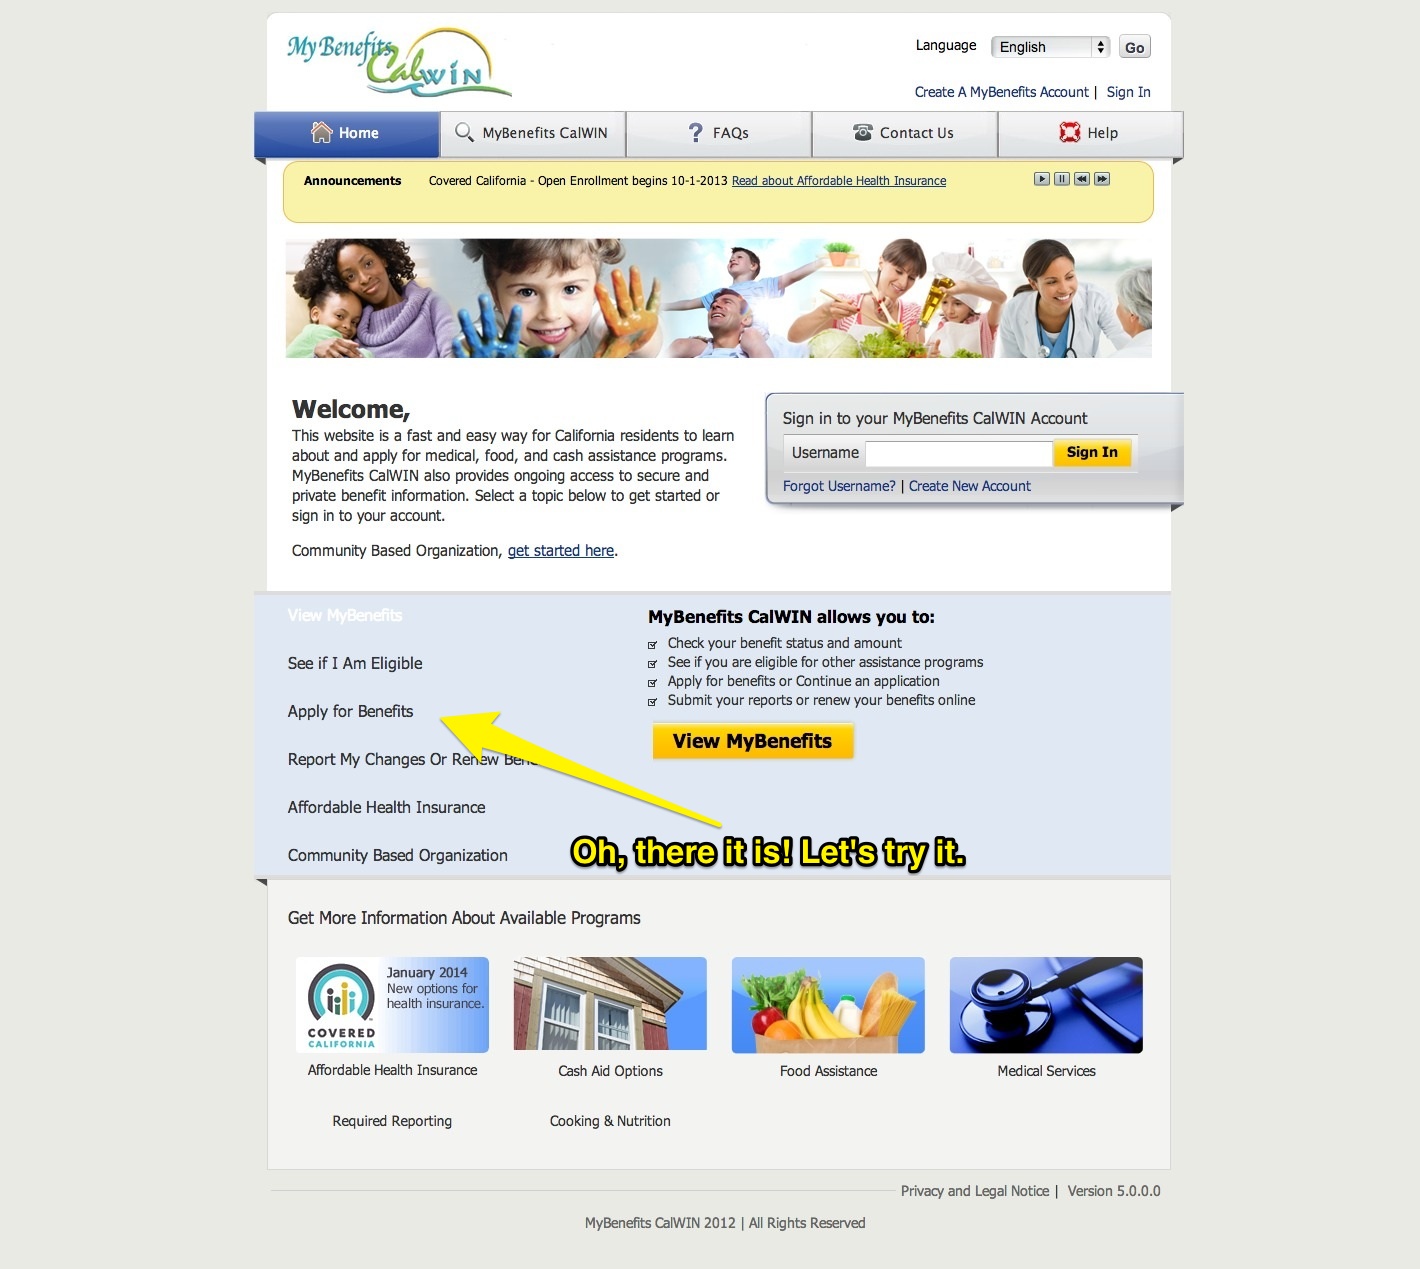 My Benefits
CalWIN
Language English Go
Create A MyBenefits Account | Sign In
Home MyBenefits CalWIN ? FAQs Contact Us Help
Announcements Covered California - Open Enrollment begins 10-1-2013 Read about Affordable Health Insurance
Welcome,
This website is a fast and easy way for California residents to learn
about and apply for medical, food, and cash assistance programs.
MyBenefits CalWIN also provides ongoing access to secure and
private benefit information. Select a topic below to get started or
sign in to your account.
Community Based Organization, get started here.
Sign in to your MyBenefits CalWIN Account
Username Sign In
Forgot Username? | Create New Account
View MyBenefits
See if I Am Eligible
Apply for Benefits
Report My Changes Or Renew
Affordable Health Insurance
Community Based Organization
MyBenefits CalWIN allows you to:
Check your benefit status and amount
See if you are eligible for other assistance programs
Apply for benefits or Continue an application
Submit your reports or renew your benefits online
View MyBenefits
Oh, there it is! Let's try it.
Get More Information About Available Programs
January 2014
New options for
health insurance.
COVERED
CALIFORNIA
Affordable Health Insurance
Cash Aid Options
Food Assistance
Medical Services
Required Reporting
Cooking & Nutrition
Privacy and Legal Notice | Version 5.0.0.0
MyBenefits CalWIN 2012 | All Rights Reserved